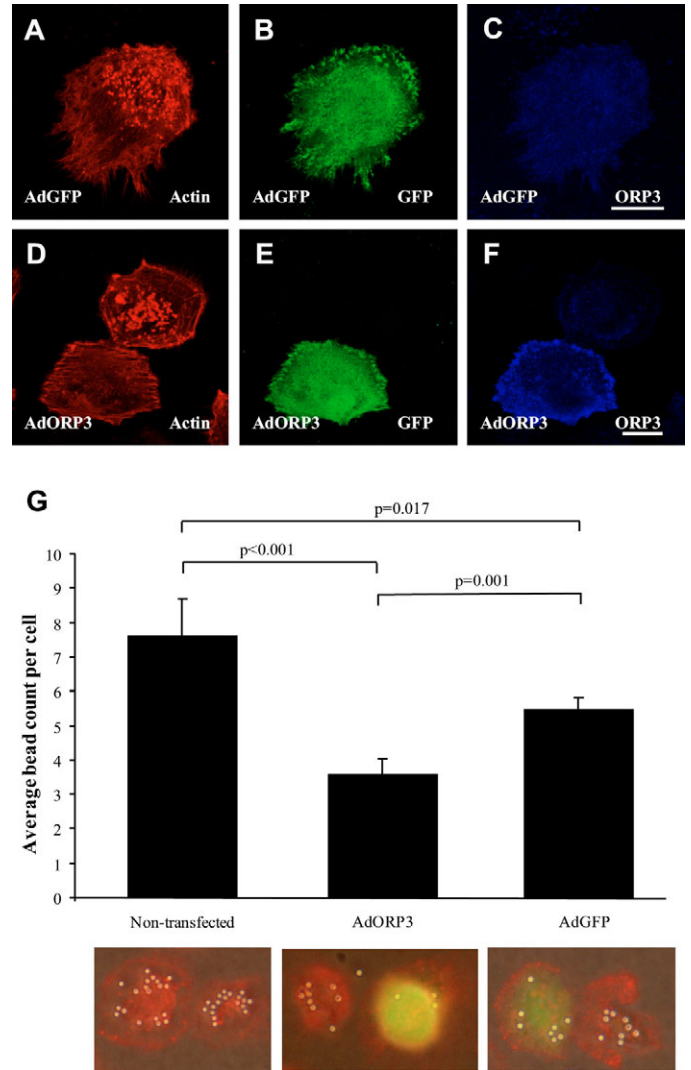 A
B
C
AdGFP Actin
AdGFP GFP
AdGFP ORP3
D
E
F
AdORP3 Actin
AdORP3 GFP
AdORP3 ORP3
G
p=0.017
p<0.001
p=0.001
Average bead count per cell
10
9
8
7
6
5
4
3
2
1
0
Non-transfected
AdORP3
AdGFP